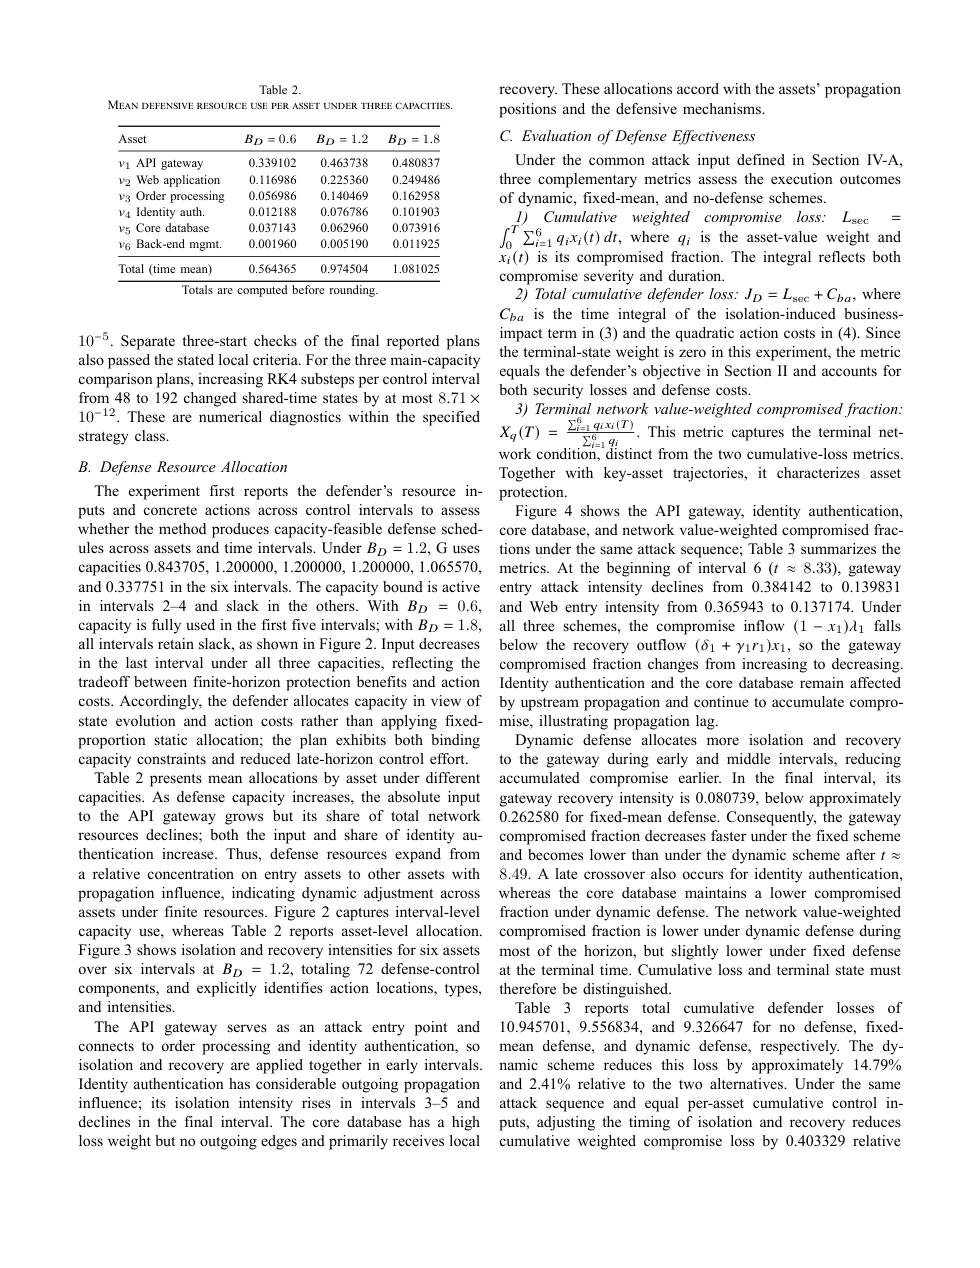 Table 2.
Mean defensive resource use per asset under three capacities.
Asset B_D = 0.6 B_D = 1.2 B_D = 1.8
v1 API gateway 0.339102 0.463738 0.480837
v2 Web application 0.116986 0.225360 0.249486
v3 Order processing 0.056986 0.140469 0.162958
v4 Identity auth. 0.012188 0.076786 0.101903
v5 Core database 0.037143 0.062960 0.073916
v6 Back-end mgmt. 0.001960 0.005190 0.011925
Total (time mean) 0.564365 0.974504 1.081025
Totals are computed before rounding.
10⁻⁵. Separate three-start checks of the final reported plans
also passed the stated local criteria. For the three main-capacity
comparison plans, increasing RK4 substeps per control interval
from 48 to 192 changed shared-time states by at most 8.71 ×
10⁻¹². These are numerical diagnostics within the specified
strategy class.
B. Defense Resource Allocation
The experiment first reports the defender's resource in-
puts and concrete actions across control intervals to assess
whether the method produces capacity-feasible defense sched-
ules across assets and time intervals. Under B_D = 1.2, G uses
capacities 0.843705, 1.200000, 1.200000, 1.200000, 1.065570,
and 0.337751 in the six intervals. The capacity bound is active
in intervals 2–4 and slack in the others. With B_D = 0.6,
capacity is fully used in the first five intervals; with B_D = 1.8,
all intervals retain slack, as shown in Figure 2. Input decreases
in the last interval under all three capacities, reflecting the
tradeoff between finite-horizon protection benefits and action
costs. Accordingly, the defender allocates capacity in view of
state evolution and action costs rather than applying fixed-
proportion static allocation; the plan exhibits both binding
capacity constraints and reduced late-horizon control effort.
Table 2 presents mean allocations by asset under different
capacities. As defense capacity increases, the absolute input
to the API gateway grows but its share of total network
resources declines; both the input and share of identity au-
thentication increase. Thus, defense resources expand from
a relative concentration on entry assets to other assets with
propagation influence, indicating dynamic adjustment across
assets under finite resources. Figure 2 captures interval-level
capacity use, whereas Table 2 reports asset-level allocation.
Figure 3 shows isolation and recovery intensities for six assets
over six intervals at B_D = 1.2, totaling 72 defense-control
components, and explicitly identifies action locations, types,
and intensities.
The API gateway serves as an attack entry point and
connects to order processing and identity authentication, so
isolation and recovery are applied together in early intervals.
Identity authentication has considerable outgoing propagation
influence; its isolation intensity rises in intervals 3–5 and
declines in the final interval. The core database has a high
loss weight but no outgoing edges and primarily receives local
recovery. These allocations accord with the assets' propagation
positions and the defensive mechanisms.
C. Evaluation of Defense Effectiveness
Under the common attack input defined in Section IV-A,
three complementary metrics assess the execution outcomes
of dynamic, fixed-mean, and no-defense schemes.
1) Cumulative weighted compromise loss: L_sec =
∫₀ᵀ ∑⁶ᵢ₌₁ qᵢxᵢ(t) dt, where qᵢ is the asset-value weight and
xᵢ(t) is its compromised fraction. The integral reflects both
compromise severity and duration.
2) Total cumulative defender loss: J_D = L_sec + C_ba, where
C_ba is the time integral of the isolation-induced business-
impact term in (3) and the quadratic action costs in (4). Since
the terminal-state weight is zero in this experiment, the metric
equals the defender's objective in Section II and accounts for
both security losses and defense costs.
3) Terminal network value-weighted compromised fraction:
X_q(T) = ∑⁶ᵢ₌₁ qᵢxᵢ(T) / ∑⁶ᵢ₌₁ qᵢ. This metric captures the terminal net-
work condition, distinct from the two cumulative-loss metrics.
Together with key-asset trajectories, it characterizes asset
protection.
Figure 4 shows the API gateway, identity authentication,
core database, and network value-weighted compromised frac-
tions under the same attack sequence; Table 3 summarizes the
metrics. At the beginning of interval 6 (t ≈ 8.33), gateway
entry attack intensity declines from 0.384142 to 0.139831
and Web entry intensity from 0.365943 to 0.137174. Under
all three schemes, the compromise inflow (1 − x₁)λ₁ falls
below the recovery outflow (δ₁ + γ₁r₁)x₁, so the gateway
compromised fraction changes from increasing to decreasing.
Identity authentication and the core database remain affected
by upstream propagation and continue to accumulate compro-
mise, illustrating propagation lag.
Dynamic defense allocates more isolation and recovery
to the gateway during early and middle intervals, reducing
accumulated compromise earlier. In the final interval, its
gateway recovery intensity is 0.080739, below approximately
0.262580 for fixed-mean defense. Consequently, the gateway
compromised fraction decreases faster under the fixed scheme
and becomes lower than under the dynamic scheme after t ≈
8.49. A late crossover also occurs for identity authentication,
whereas the core database maintains a lower compromised
fraction under dynamic defense. The network value-weighted
compromised fraction is lower under dynamic defense during
most of the horizon, but slightly lower under fixed defense
at the terminal time. Cumulative loss and terminal state must
therefore be distinguished.
Table 3 reports total cumulative defender losses of
10.945701, 9.556834, and 9.326647 for no defense, fixed-
mean defense, and dynamic defense, respectively. The dy-
namic scheme reduces this loss by approximately 14.79%
and 2.41% relative to the two alternatives. Under the same
attack sequence and equal per-asset cumulative control in-
puts, adjusting the timing of isolation and recovery reduces
cumulative weighted compromise loss by 0.403329 relative